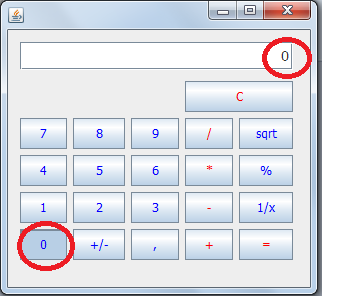 0
C
7 8 9 / sqrt
4 5 6 * %
1 2 3 - 1/x
0 +/- , + =